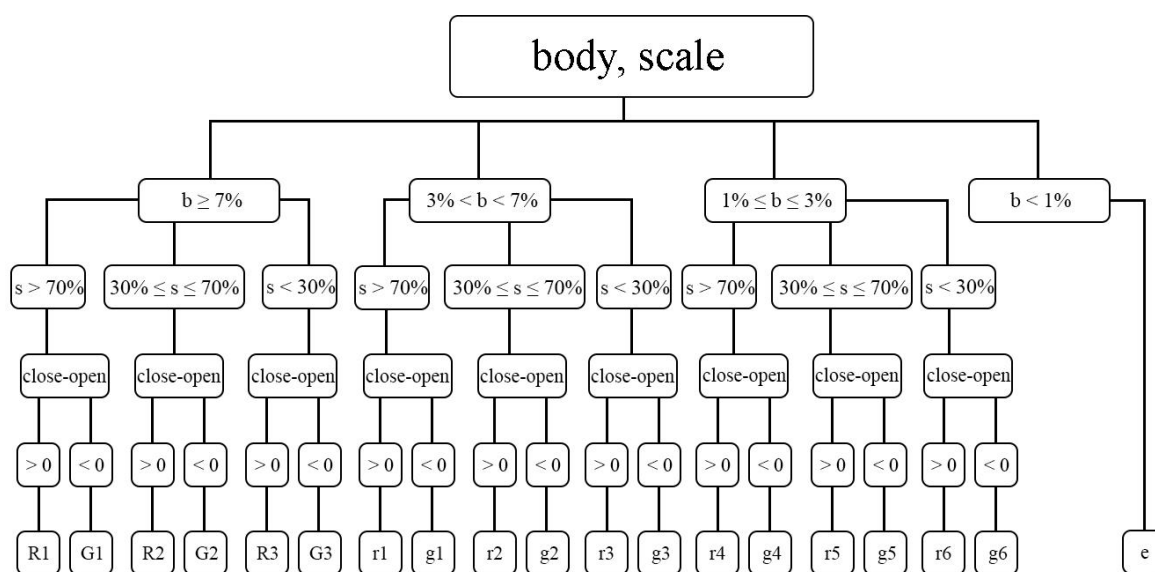 body, scale
b ≥ 7%
3% < b < 7%
1% ≤ b ≤ 3%
b < 1%
s > 70%
30% ≤ s ≤ 70%
s < 30%
s > 70%
30% ≤ s ≤ 70%
s < 30%
s > 70%
30% ≤ s ≤ 70%
s < 30%
close-open
close-open
close-open
close-open
close-open
close-open
close-open
close-open
close-open
> 0
< 0
> 0
< 0
> 0
< 0
> 0
< 0
> 0
< 0
> 0
< 0
> 0
< 0
> 0
< 0
> 0
< 0
R1
G1
R2
G2
R3
G3
r1
g1
r2
g2
r3
g3
r4
g4
r5
g5
r6
g6
e